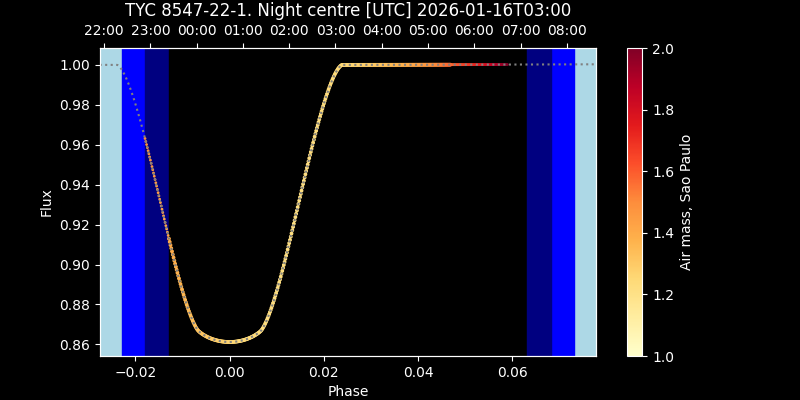 TYC 8547-22-1. Night centre [UTC] 2026-01-16T03:00
22:00 23:00 00:00 01:00 02:00 03:00 04:00 05:00 06:00 07:00 08:00
1.00
0.98
0.96
0.94
0.92
0.90
0.88
0.86
Flux
−0.02 0.00 0.02 0.04 0.06
Phase
2.0
1.8
1.6
1.4
1.2
1.0
Air mass, Sao Paulo